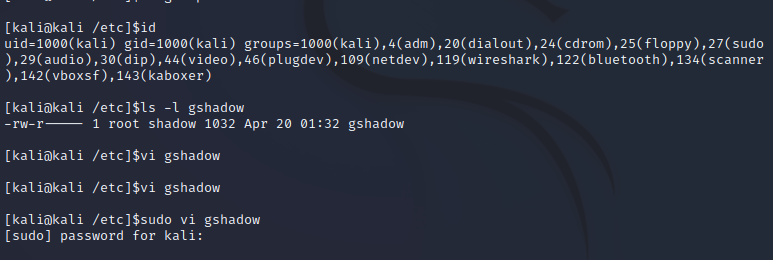 [kali@kali /etc]$id
uid=1000(kali) gid=1000(kali) groups=1000(kali),4(adm),20(dialout),24(cdrom),25(floppy),27(sudo
),29(audio),30(dip),44(video),46(plugdev),109(netdev),119(wireshark),122(bluetooth),134(scanner
),142(vboxsf),143(kaboxer)
[kali@kali /etc]$ls -l gshadow
-rw-r----- 1 root shadow 1032 Apr 20 01:32 gshadow
[kali@kali /etc]$vi gshadow
[kali@kali /etc]$vi gshadow
[kali@kali /etc]$sudo vi gshadow
[sudo] password for kali: